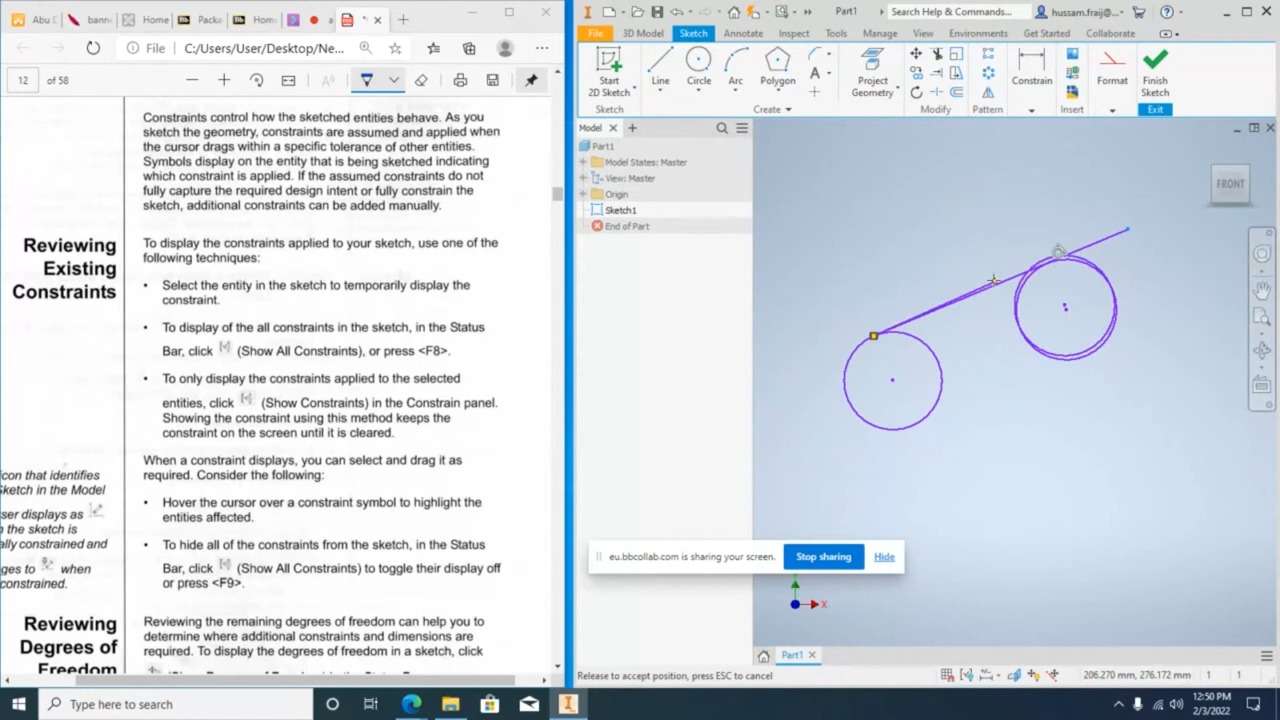 Abu D
bann
Home
Packa
Hom
a
File
C:/Users/User/Desktop/Ne...
12
of 58
Constraints control how the sketched entities behave. As you
sketch the geometry, constraints are assumed and applied when
the cursor drags within a specific tolerance of other entities.
Symbols display on the entity that is being sketched indicating
which constraint is applied. If the assumed constraints do not
fully capture the required design intent or fully constrain the
sketch, additional constraints can be added manually.
Reviewing
Existing
Constraints
To display the constraints applied to your sketch, use one of the
following techniques:
• Select the entity in the sketch to temporarily display the
constraint.
• To display of the all constraints in the sketch, in the Status
Bar, click (Show All Constraints), or press <F8>.
• To only display the constraints applied to the selected
entities, click (Show Constraints) in the Constrain panel.
Showing the constraint using this method keeps the
constraint on the screen until it is cleared.
When a constraint displays, you can select and drag it as
required. Consider the following:
• Hover the cursor over a constraint symbol to highlight the
entities affected.
• To hide all of the constraints from the sketch, in the Status
Bar, click (Show All Constraints) to toggle their display off
or press <F9>.
icon that identifies
Sketch in the Model
ser displays as
n the sketch is
ally constrained and
ges to when
constrained.
Reviewing
Degrees of
Freedom
Reviewing the remaining degrees of freedom can help you to
determine where additional constraints and dimensions are
required. To display the degrees of freedom in a sketch, click
Part1
Search Help & Commands...
hussam.fraij@...
File
3D Model
Sketch
Annotate
Inspect
Tools
Manage
View
Environments
Get Started
Collaborate
Start
2D Sketch
Line
Circle
Arc
Polygon
A
Project
Geometry
Constrain
Format
Finish
Sketch
Sketch
Create
Modify
Pattern
Insert
Exit
Model
Part1
Model States: Master
View: Master
Origin
Sketch1
End of Part
FRONT
eu.bbcollab.com is sharing your screen.
Stop sharing
Hide
X
Part1
Release to accept position, press ESC to cancel
206.270 mm, 276.172 mm
1
1
Type here to search
12:50 PM
2/3/2022